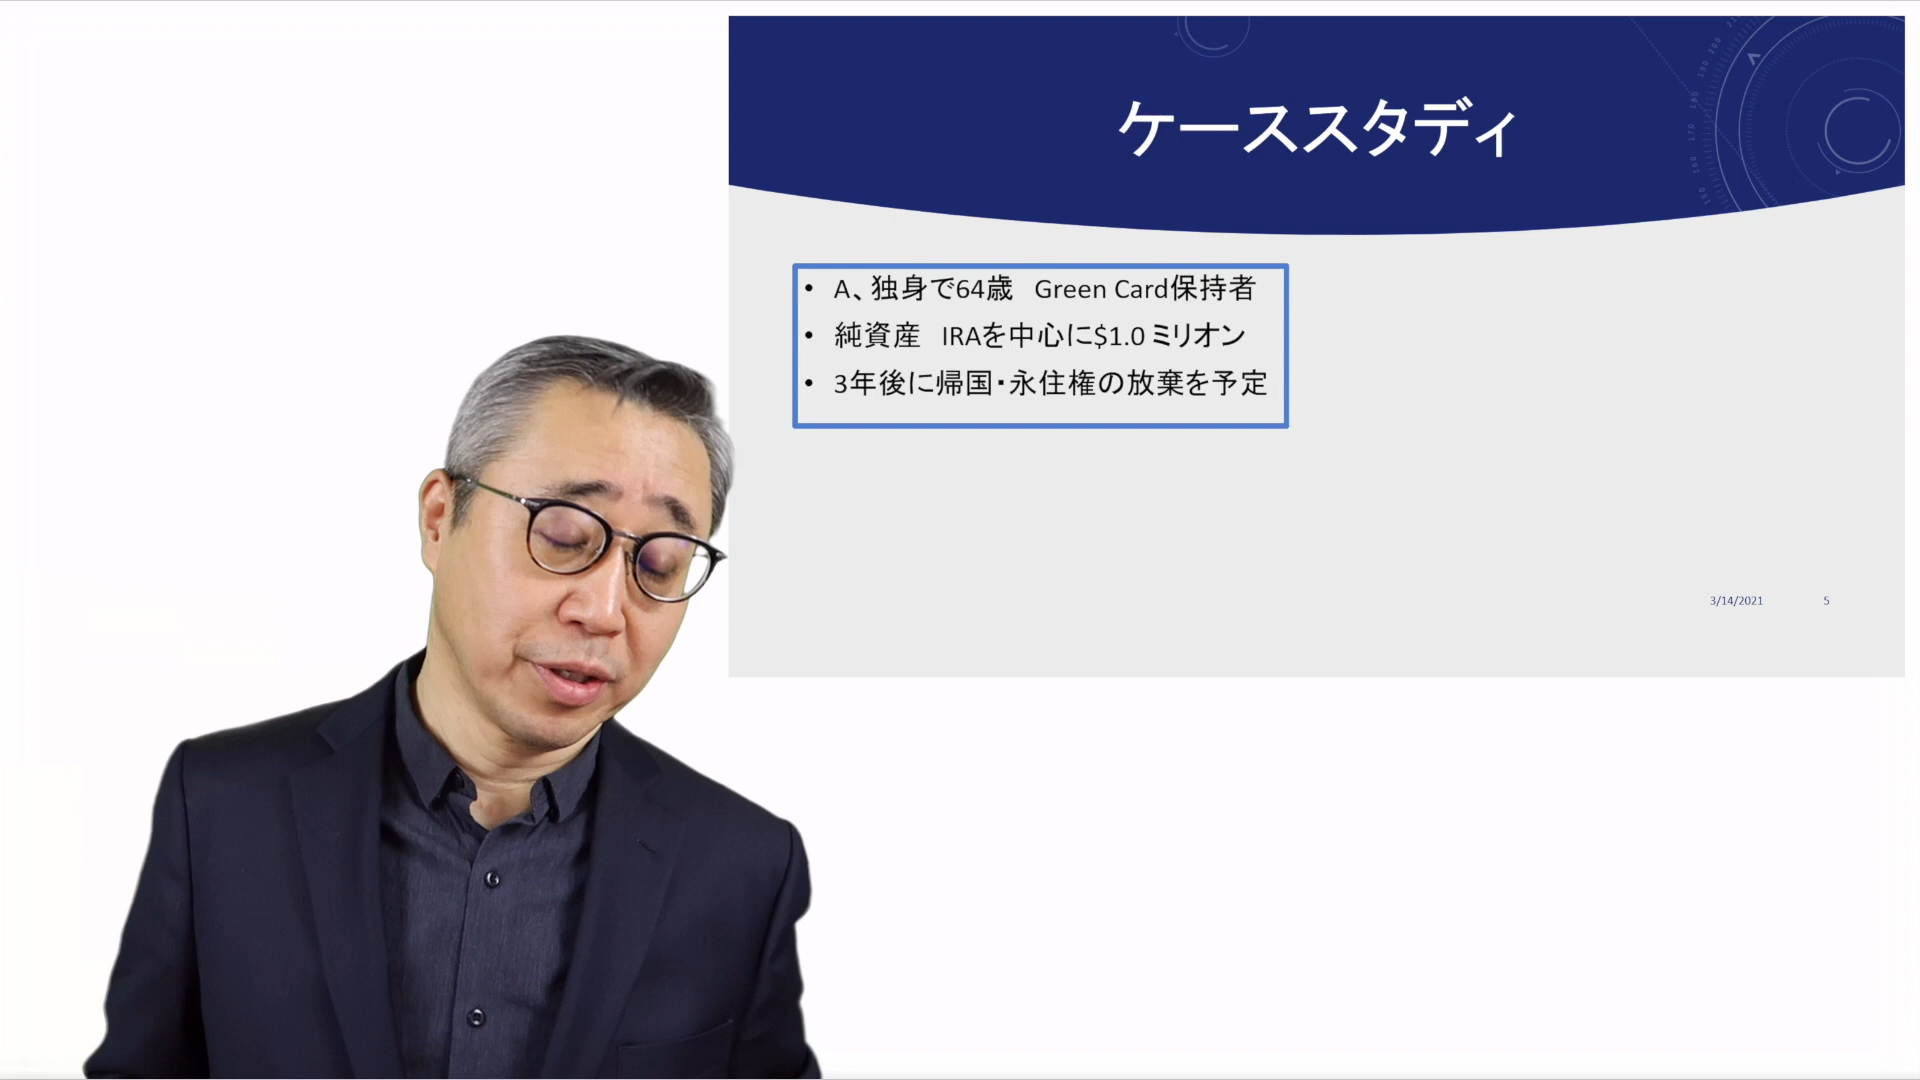 ケーススタディ
• A、独身で64歳　Green Card保持者
• 純資産　IRAを中心に$1.0 ミリオン
• 3年後に帰国・永住権の放棄を予定
3/14/2021 5